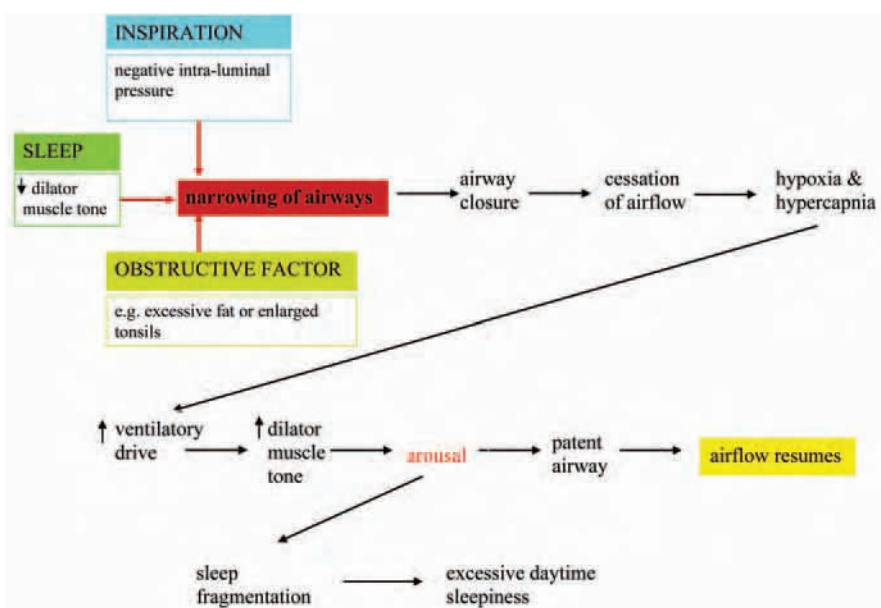 INSPIRATION
negative intra-luminal
pressure
SLEEP
↓ dilator
muscle tone
narrowing of airways
airway
closure
cessation
of airflow
hypoxia &
hypercapnia
OBSTRUCTIVE FACTOR
e.g. excessive fat or enlarged
tonsils
↑ ventilatory
drive
↑ dilator
muscle
tone
arousal
patent
airway
airflow resumes
sleep
fragmentation
excessive daytime
sleepiness